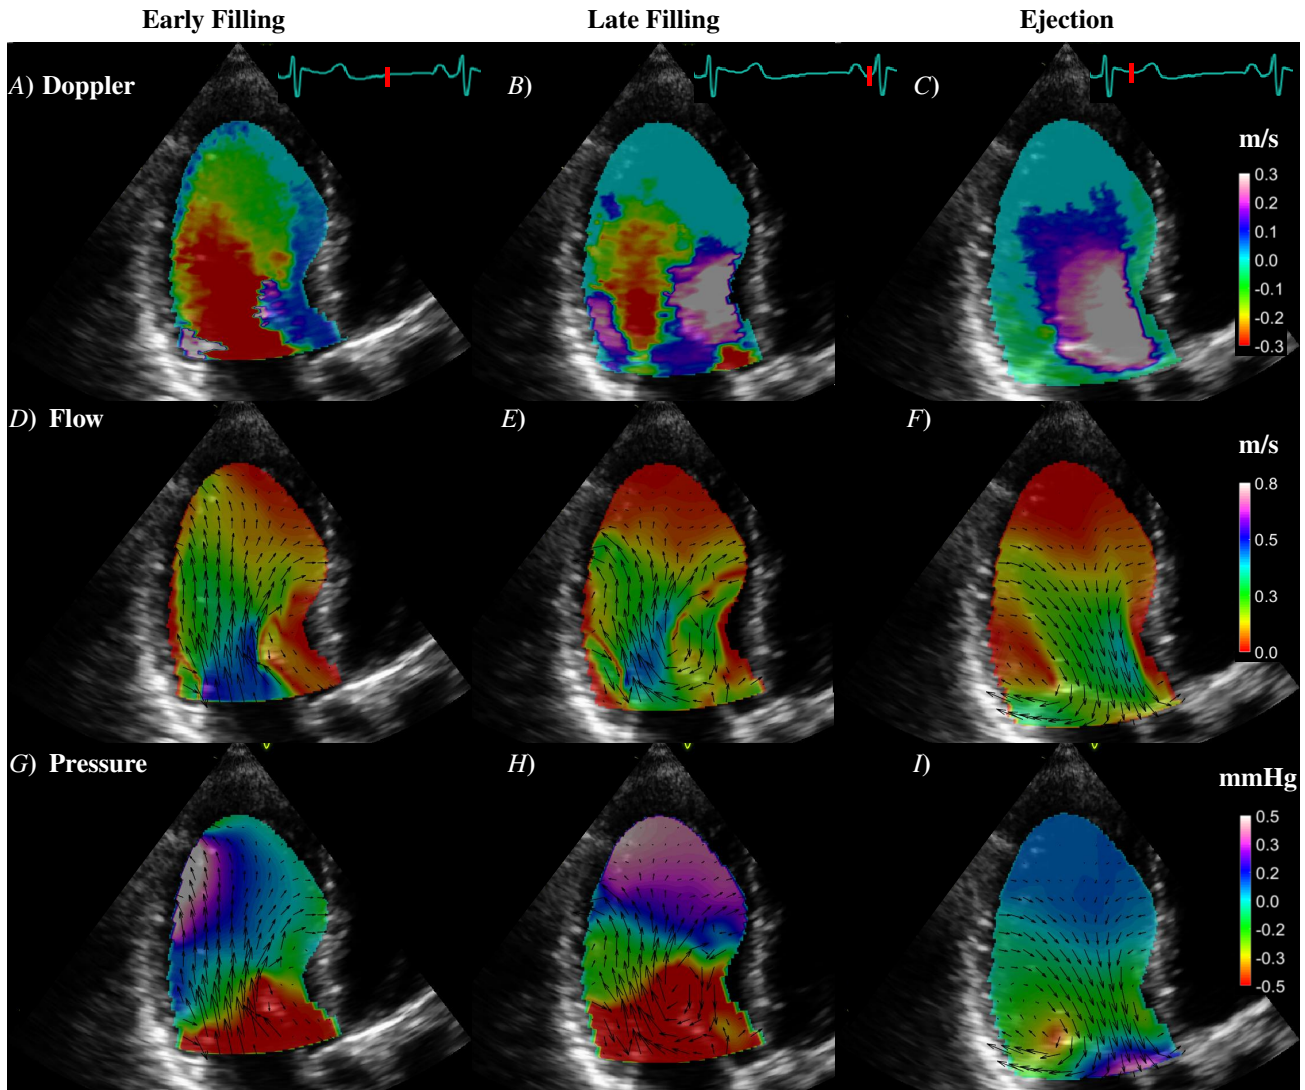 Early Filling
Late Filling
Ejection
A) Doppler
B)
C)
m/s
0.3
0.2
0.1
0.0
-0.1
-0.2
-0.3
D) Flow
E)
F)
m/s
0.8
0.5
0.3
0.0
G) Pressure
H)
I)
mmHg
0.5
0.3
0.2
0.0
-0.2
-0.3
-0.5